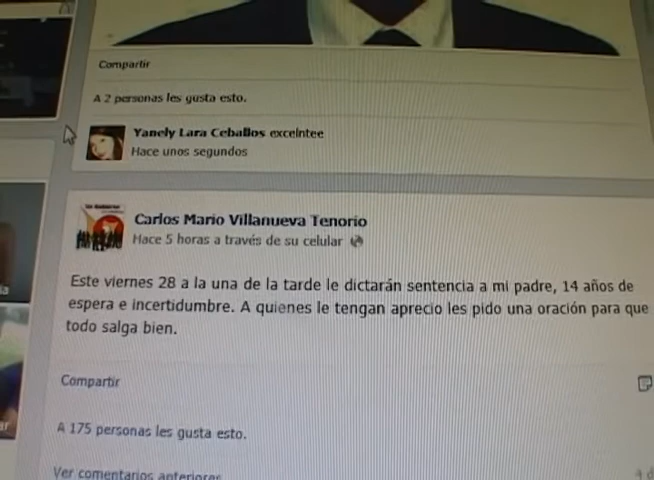 Compartir
A 2 personas les gusta esto.
Yanely Lara Ceballos exceintee
Hace unos segundos
Carlos Mario Villanueva Tenorio
Hace 5 horas a través de su celular
Este viernes 28 a la una de la tarde le dictarán sentencia a mi padre, 14 años de
espera e incertidumbre. A quienes le tengan aprecio les pido una oración para que
todo salga bien.
Compartir
A 175 personas les gusta esto.
Ver comentarios anteriores